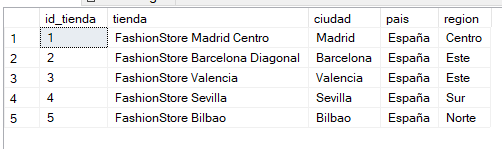 id_tienda tienda ciudad pais region
1 1 FashionStore Madrid Centro Madrid España Centro
2 2 FashionStore Barcelona Diagonal Barcelona España Este
3 3 FashionStore Valencia Valencia España Este
4 4 FashionStore Sevilla Sevilla España Sur
5 5 FashionStore Bilbao Bilbao España Norte